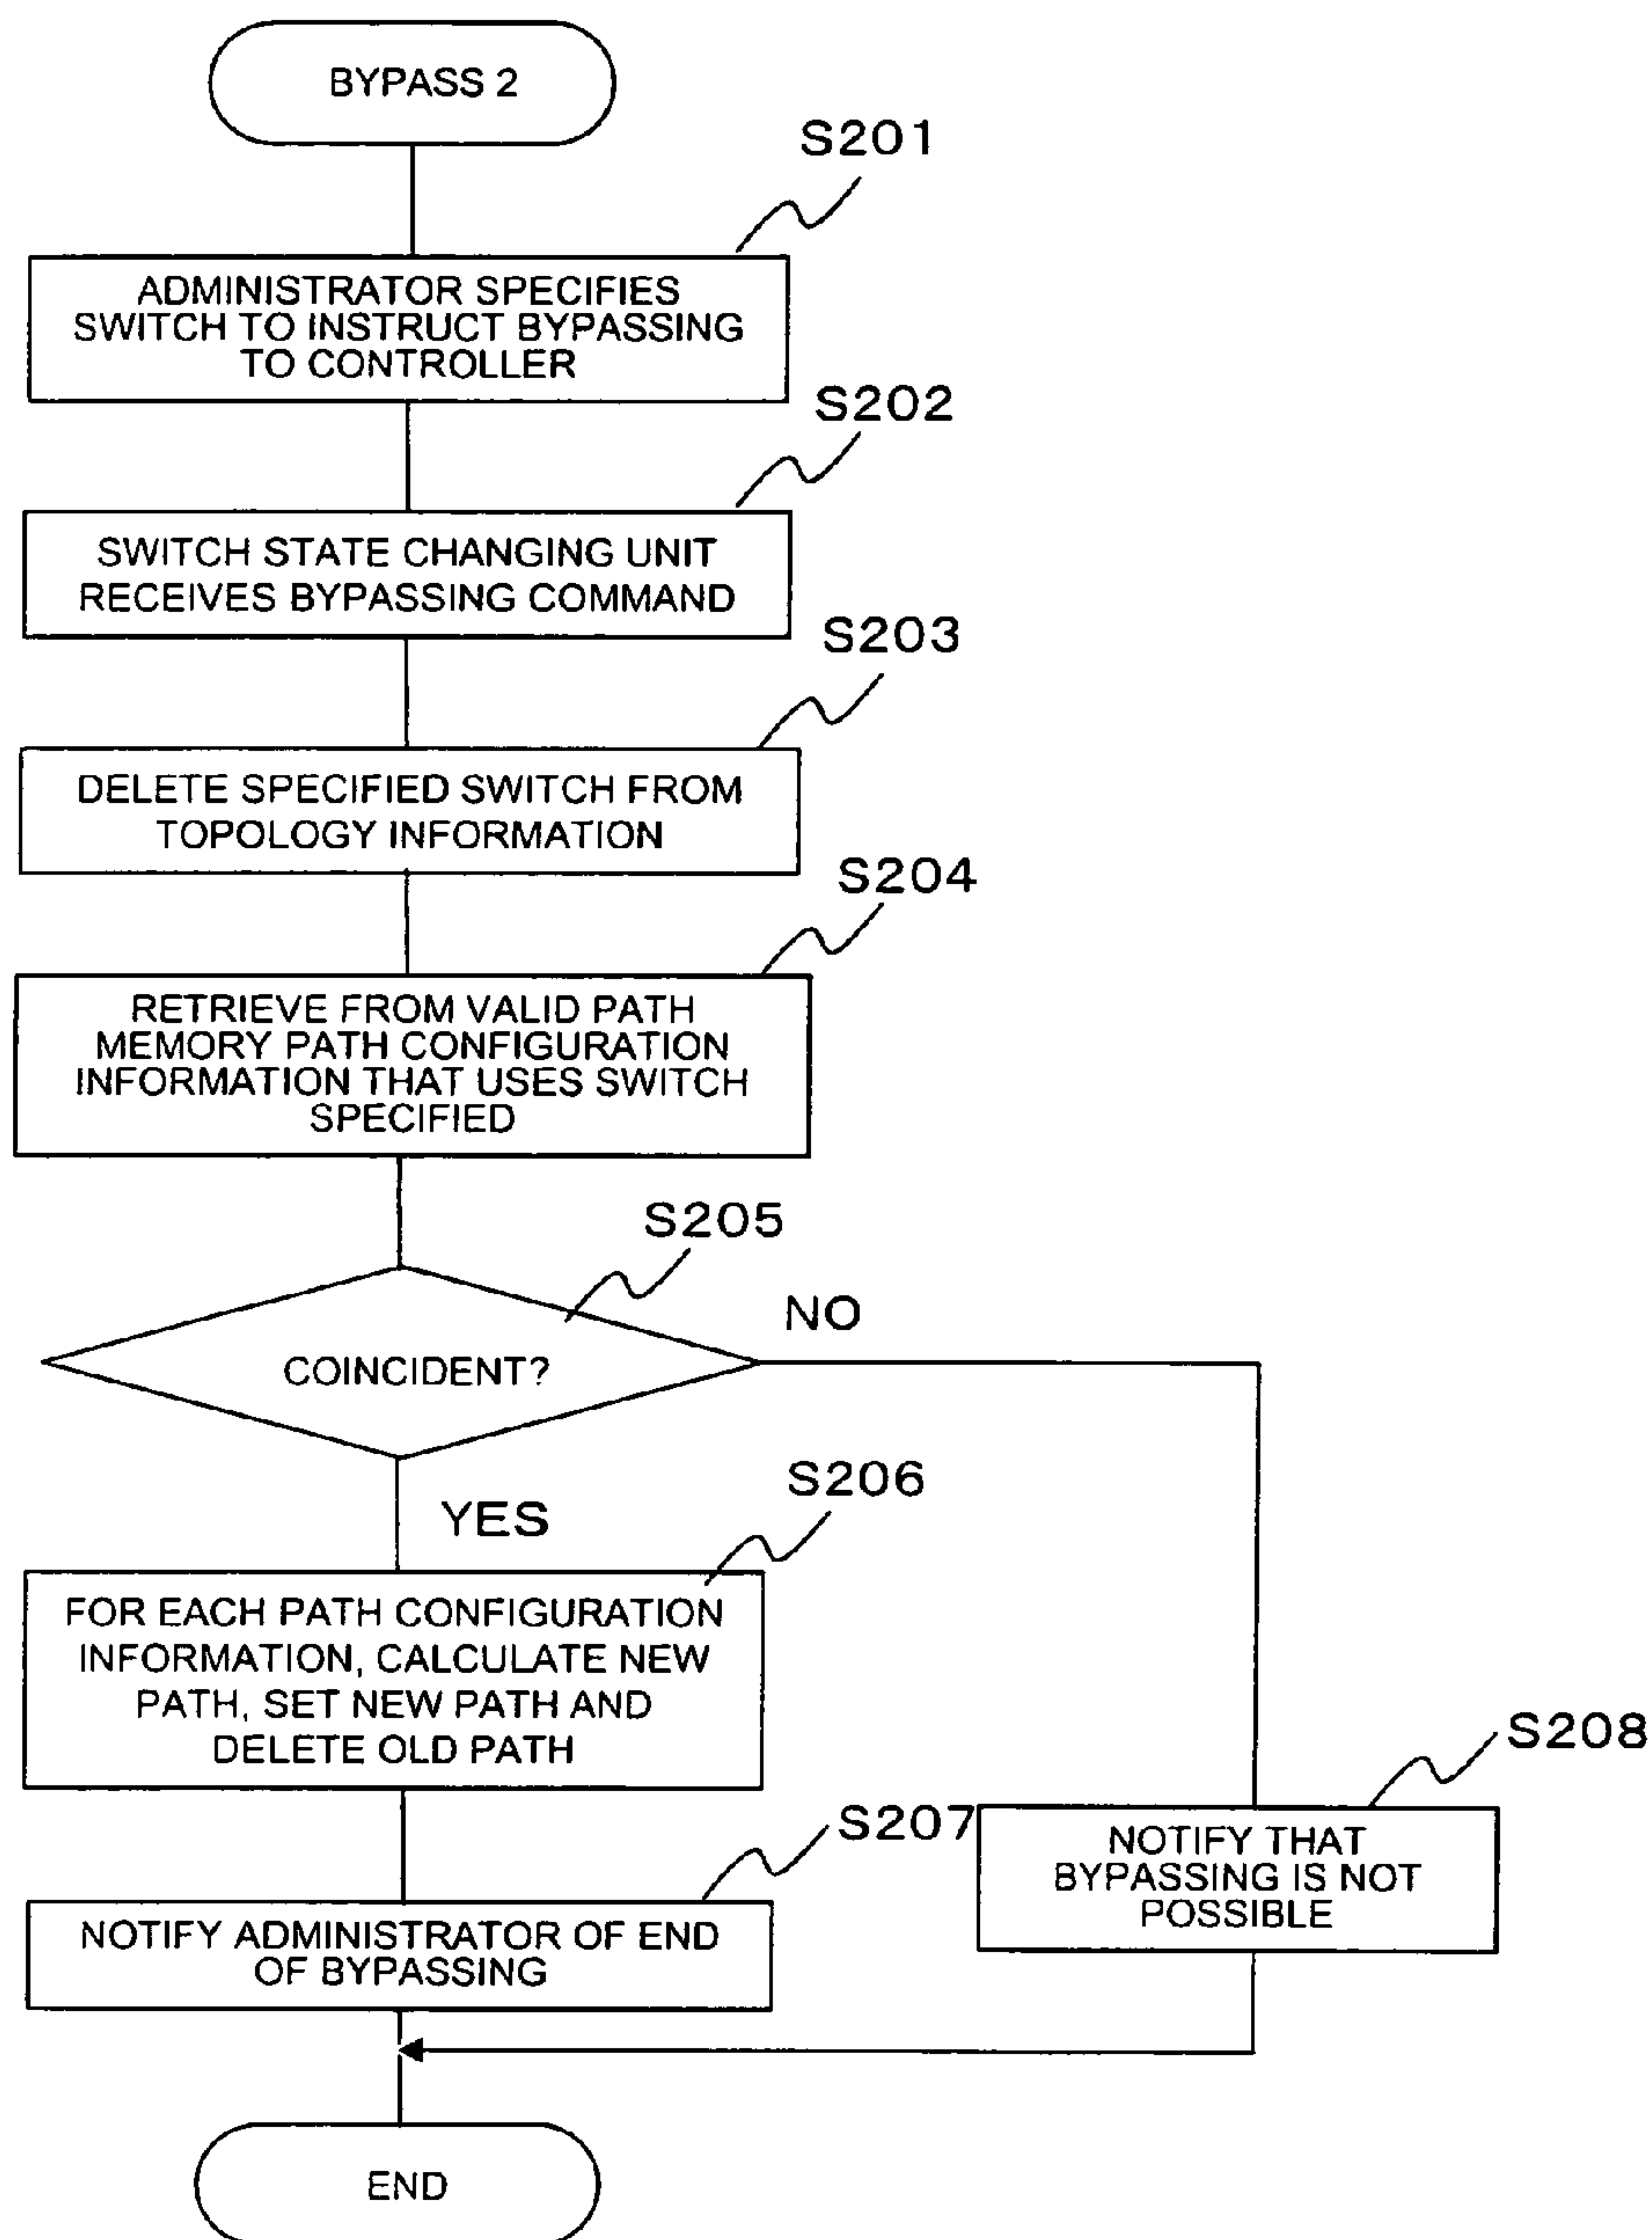 BYPASS 2
S201
ADMINISTRATOR SPECIFIES
SWITCH TO INSTRUCT BYPASSING
TO CONTROLLER
S202
SWITCH STATE CHANGING UNIT
RECEIVES BYPASSING COMMAND
S203
DELETE SPECIFIED SWITCH FROM
TOPOLOGY INFORMATION
S204
RETRIEVE FROM VALID PATH
MEMORY PATH CONFIGURATION
INFORMATION THAT USES SWITCH
SPECIFIED
S205
COINCIDENT?
NO
YES
S206
FOR EACH PATH CONFIGURATION
INFORMATION, CALCULATE NEW
PATH, SET NEW PATH AND
DELETE OLD PATH
S207
NOTIFY ADMINISTRATOR OF END
OF BYPASSING
S208
NOTIFY THAT
BYPASSING IS NOT
POSSIBLE
END